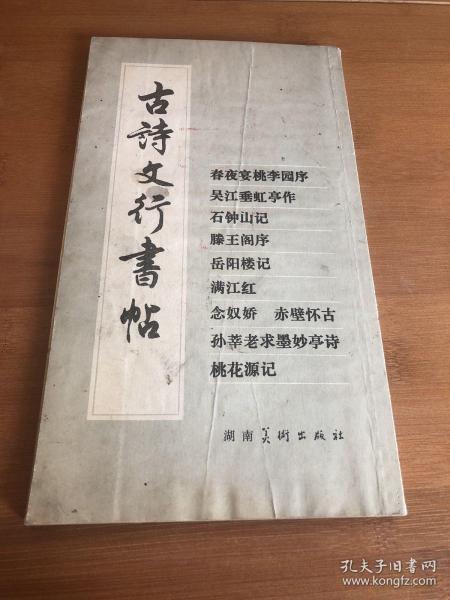 古詩文行書帖
春夜宴桃李园序
吴江垂虹亭作
石钟山记
滕王阁序
岳阳楼记
满江红
念奴娇 赤壁怀古
孙莘老求墨妙亭诗
桃花源记
湖南美術出版社
孔夫子旧书网
www.kongfz.com